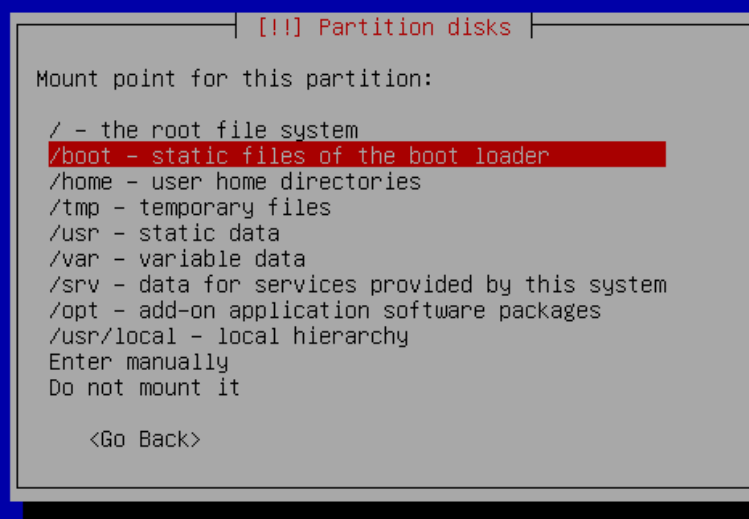 [!!] Partition disks
Mount point for this partition:
/ – the root file system
/boot – static files of the boot loader
/home – user home directories
/tmp – temporary files
/usr – static data
/var – variable data
/srv – data for services provided by this system
/opt – add-on application software packages
/usr/local – local hierarchy
Enter manually
Do not mount it
<Go Back>